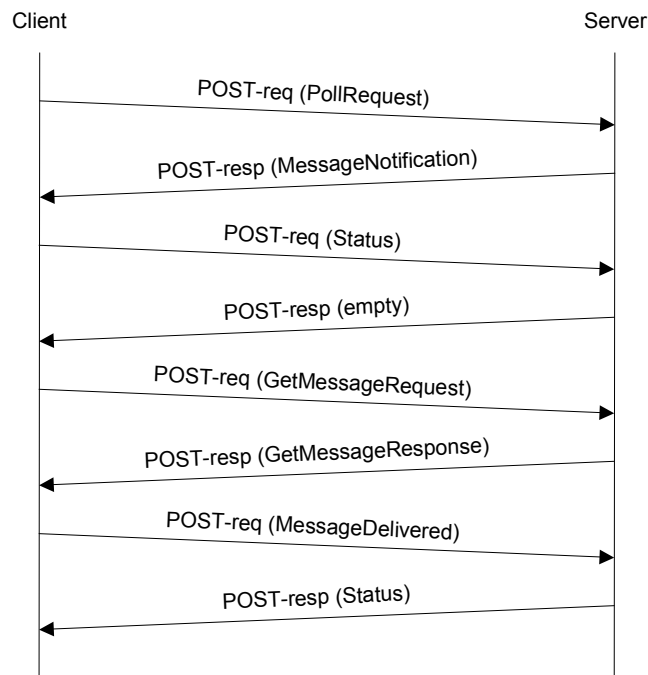 Client
Server
POST-req (PollRequest)
POST-resp (MessageNotification)
POST-req (Status)
POST-resp (empty)
POST-req (GetMessageRequest)
POST-resp (GetMessageResponse)
POST-req (MessageDelivered)
POST-resp (Status)